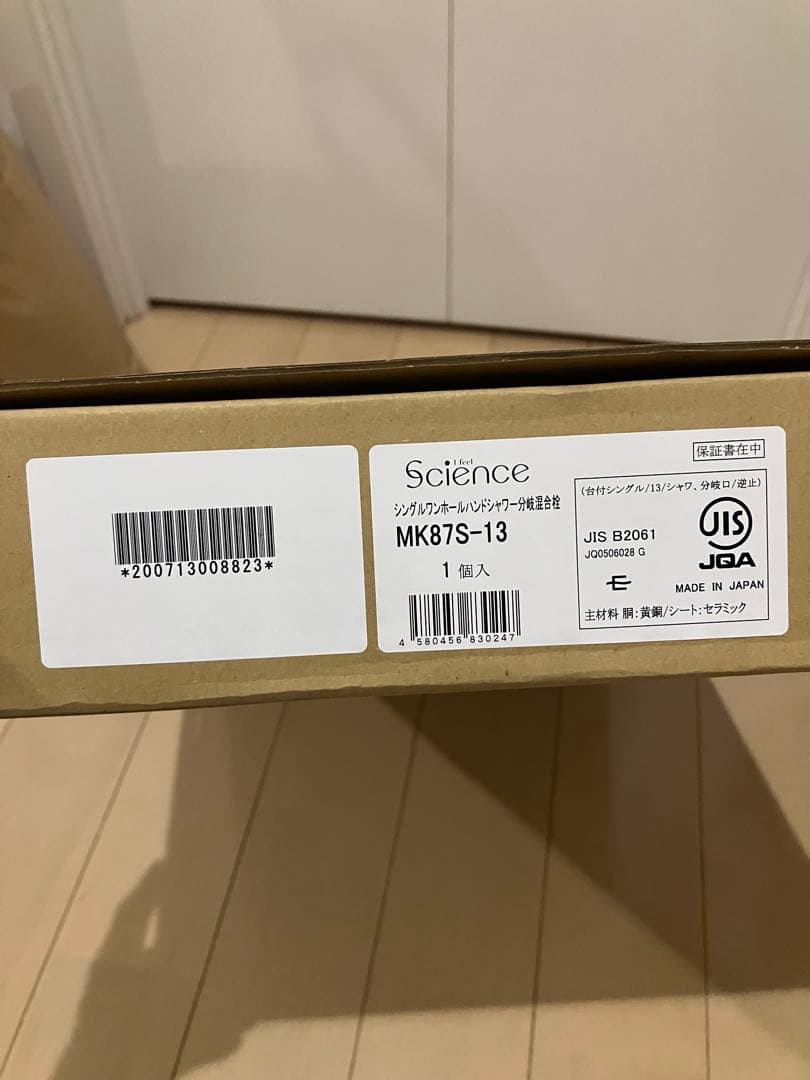 *200713008823*
保証書在中
I feel
Science
シングルワンホールハンドシャワー分岐混合栓
MK87S-13
1 個入
4 580456 830247
(台付シングル/13/シャワ、分岐口/逆止)
JIS B2061
JQ0506028 G
JIS
JQA
E
MADE IN JAPAN
主材料 胴:黄銅/シート:セラミック